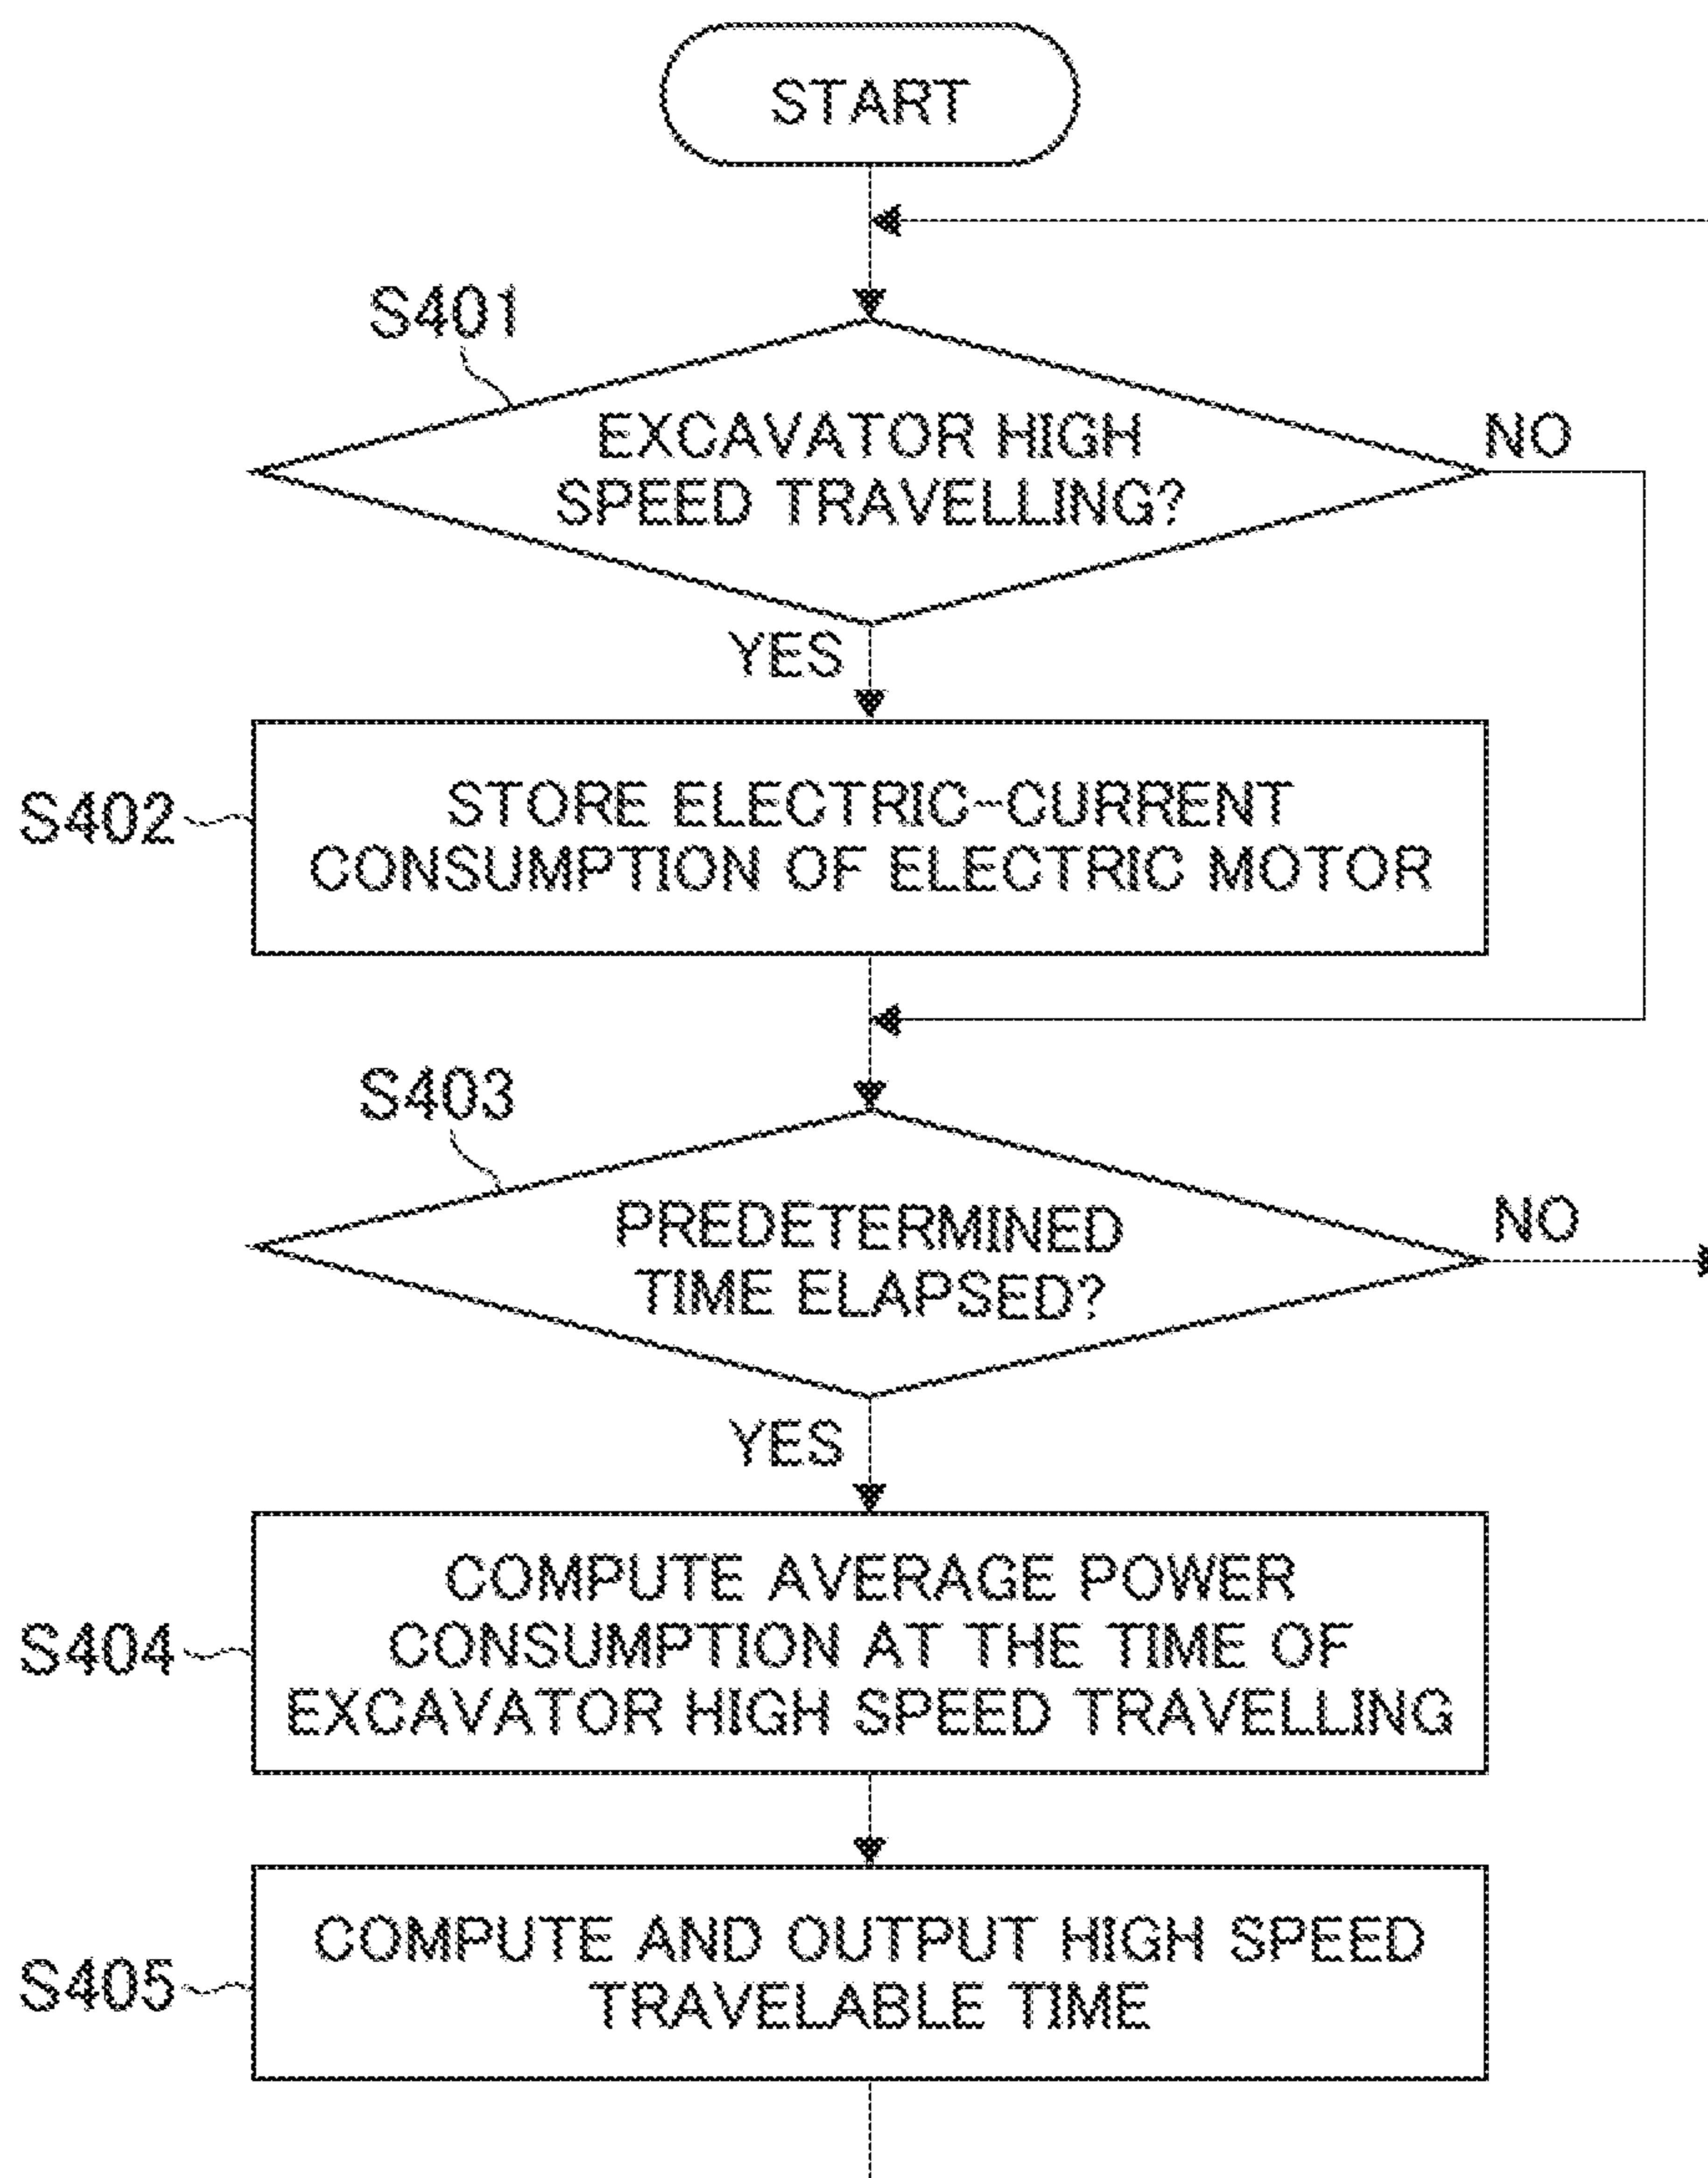 START
S401
EXCAVATOR HIGH
SPEED TRAVELLING?
NO
YES
S402
STORE ELECTRIC-CURRENT
CONSUMPTION OF ELECTRIC MOTOR
S403
PREDETERMINED
TIME ELAPSED?
NO
YES
S404
COMPUTE AVERAGE POWER
CONSUMPTION AT THE TIME OF
EXCAVATOR HIGH SPEED TRAVELLING
S405
COMPUTE AND OUTPUT HIGH SPEED
TRAVELABLE TIME